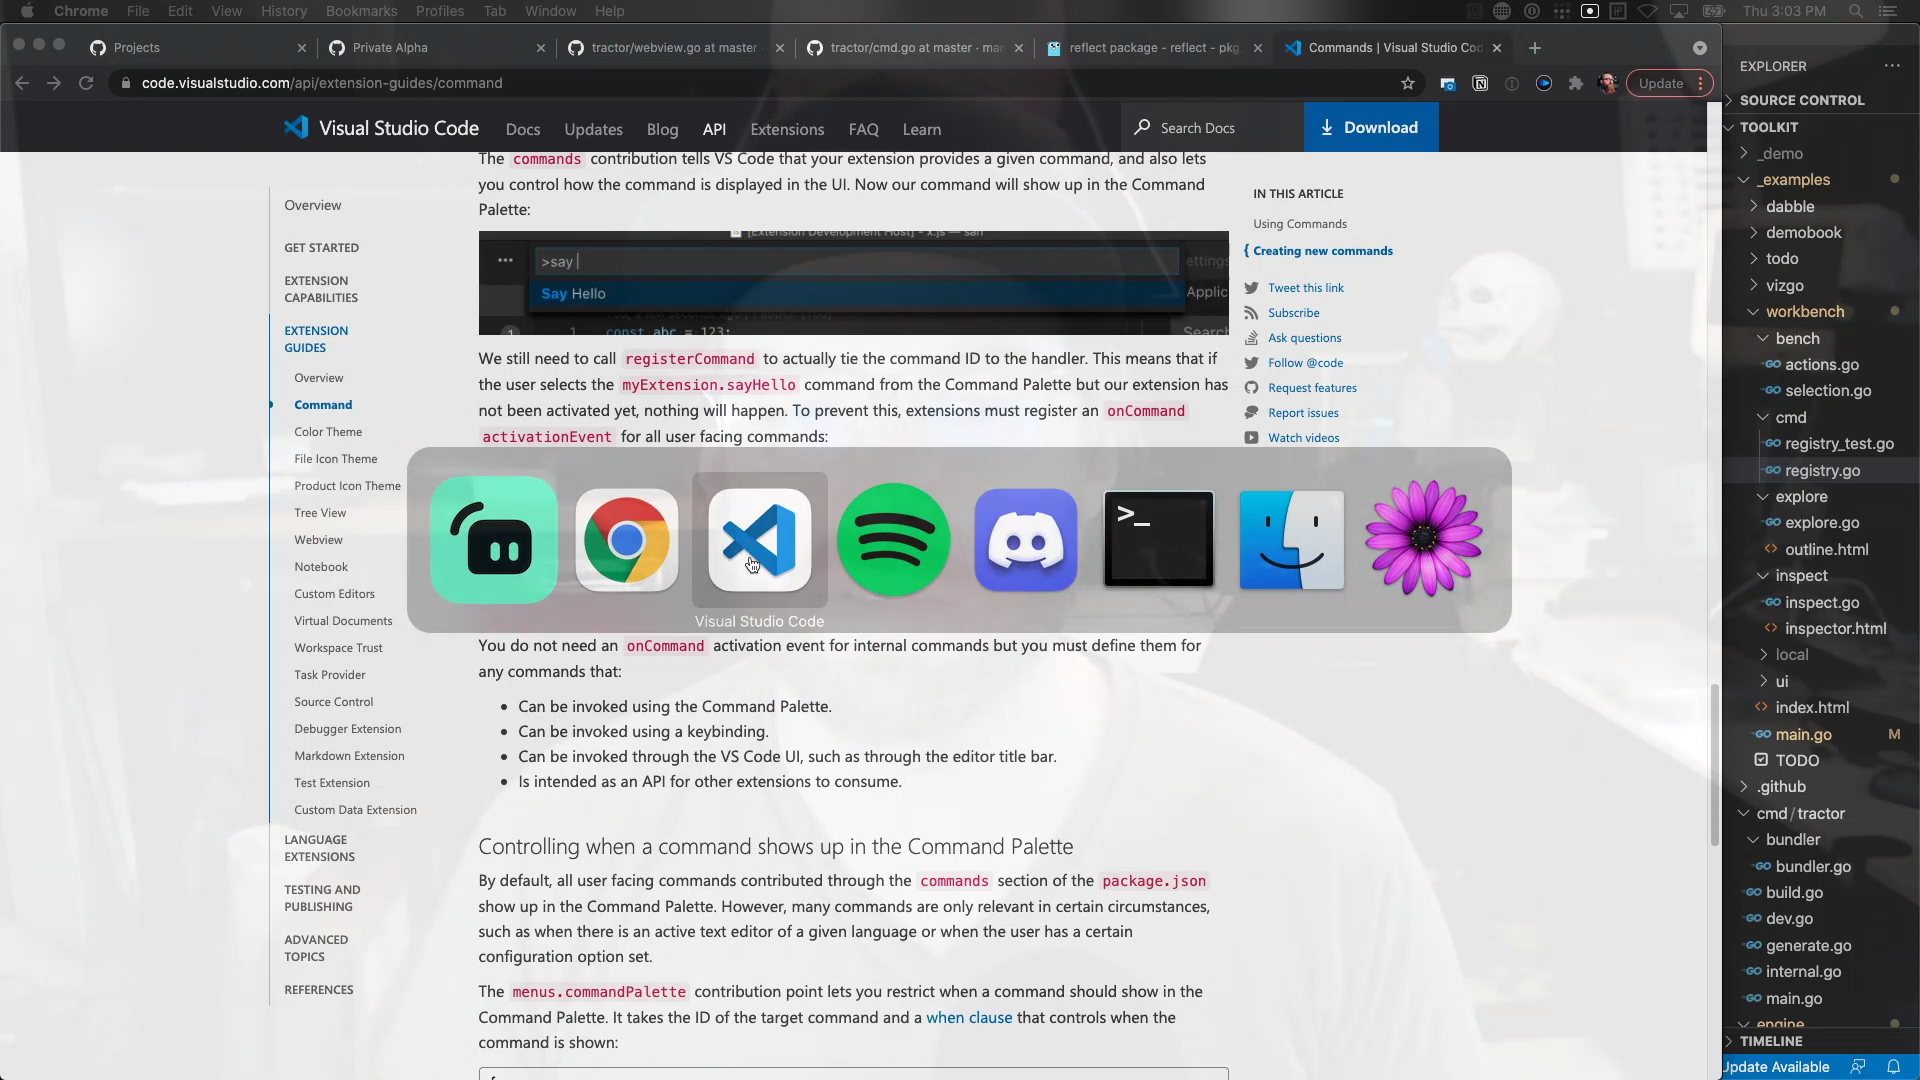 Chrome File Edit View History Bookmarks Profiles Tab Window Help Thu 3:03 PM
Projects
Private Alpha
tractor/webview.go at master
tractor/cmd.go at master · mar
reflect package - reflect - pkg
Commands | Visual Studio Cod
code.visualstudio.com/api/extension-guides/command
Update
Visual Studio Code
Docs Updates Blog API Extensions FAQ Learn
Search Docs
Download
Overview
GET STARTED
EXTENSION
CAPABILITIES
EXTENSION
GUIDES
Overview
Command
Color Theme
File Icon Theme
Product Icon Theme
Tree View
Webview
Notebook
Custom Editors
Virtual Documents
Workspace Trust
Task Provider
Source Control
Debugger Extension
Markdown Extension
Test Extension
Custom Data Extension
LANGUAGE
EXTENSIONS
TESTING AND
PUBLISHING
ADVANCED
TOPICS
REFERENCES
The commands contribution tells VS Code that your extension provides a given command, and also lets
you control how the command is displayed in the UI. Now our command will show up in the Command
Palette:
[Extension Development Host] - x.js — san
>say
ettings
Say Hello
Applic
1 const abc = 123;
Search
We still need to call registerCommand to actually tie the command ID to the handler. This means that if
the user selects the myExtension.sayHello command from the Command Palette but our extension has
not been activated yet, nothing will happen. To prevent this, extensions must register an onCommand
activationEvent for all user facing commands:
Visual Studio Code
You do not need an onCommand activation event for internal commands but you must define them for
any commands that:
• Can be invoked using the Command Palette.
• Can be invoked using a keybinding.
• Can be invoked through the VS Code UI, such as through the editor title bar.
• Is intended as an API for other extensions to consume.
Controlling when a command shows up in the Command Palette
By default, all user facing commands contributed through the commands section of the package.json
show up in the Command Palette. However, many commands are only relevant in certain circumstances,
such as when there is an active text editor of a given language or when the user has a certain
configuration option set.
The menus.commandPalette contribution point lets you restrict when a command should show in the
Command Palette. It takes the ID of the target command and a when clause that controls when the
command is shown:
{
IN THIS ARTICLE
Using Commands
Creating new commands
Tweet this link
Subscribe
Ask questions
Follow @code
Request features
Report issues
Watch videos
EXPLORER
SOURCE CONTROL
TOOLKIT
_demo
_examples
dabble
demobook
todo
vizgo
workbench
bench
actions.go
selection.go
cmd
registry_test.go
registry.go
explore
explore.go
outline.html
inspect
inspect.go
inspector.html
local
ui
index.html
main.go M
TODO
.github
cmd / tractor
bundler
bundler.go
build.go
dev.go
generate.go
internal.go
main.go
engine
TIMELINE
Update Available